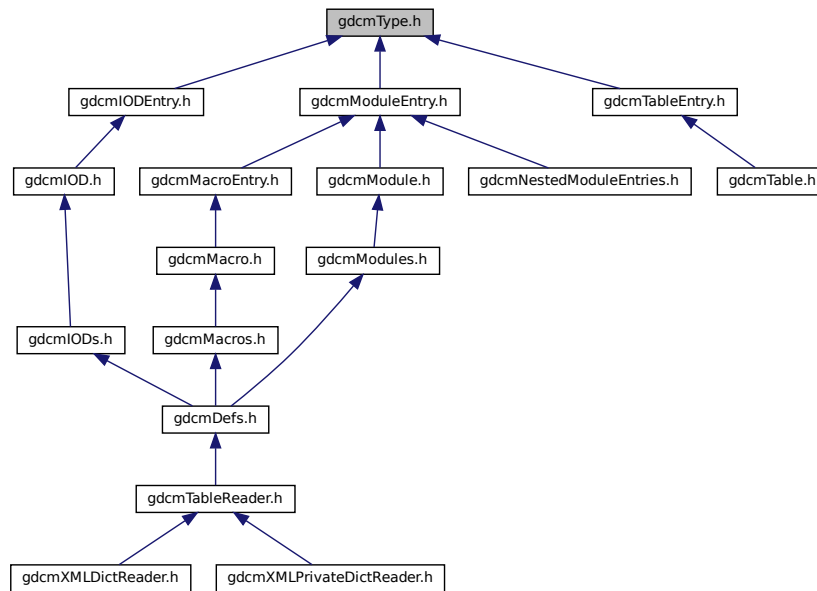 gdcmType.h
gdcmIODEntry.h
gdcmModuleEntry.h
gdcmTableEntry.h
gdcmIOD.h
gdcmMacroEntry.h
gdcmModule.h
gdcmNestedModuleEntries.h
gdcmTable.h
gdcmMacro.h
gdcmModules.h
gdcmIODs.h
gdcmMacros.h
gdcmDefs.h
gdcmTableReader.h
gdcmXMLDictReader.h
gdcmXMLPrivateDictReader.h